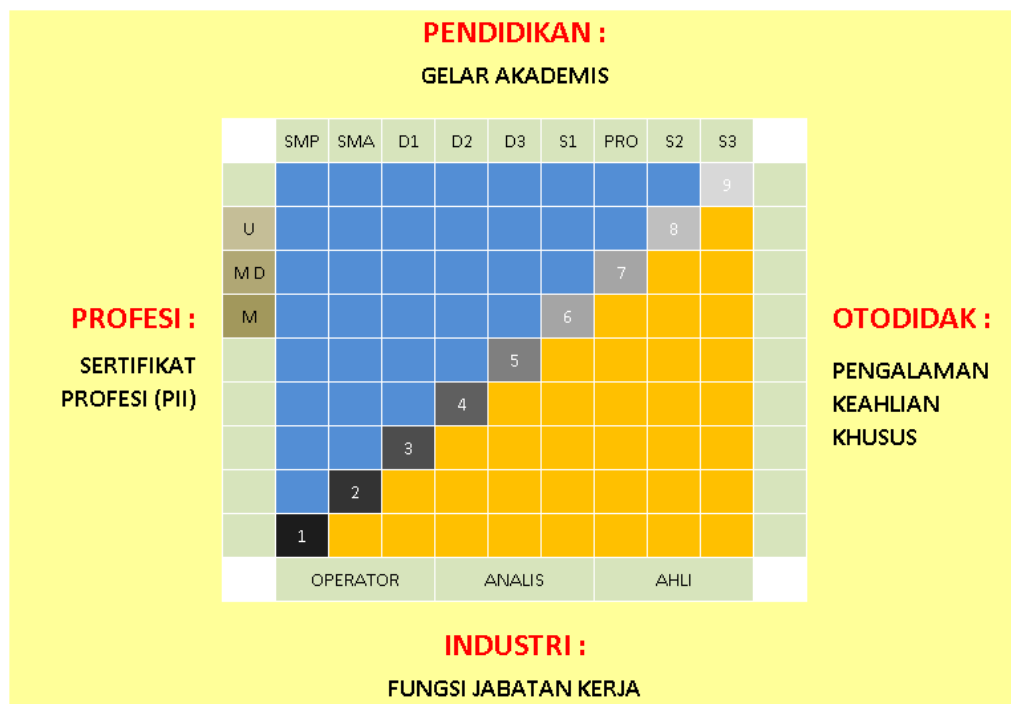 PENDIDIKAN :
GELAR AKADEMIS
SMP SMA D1 D2 D3 S1 PRO S2 S3
9
U 8
M D 7
M 6
PROFESI :
SERTIFIKAT
PROFESI (PII)
OTODIDAK :
PENGALAMAN
KEAHLIAN
KHUSUS
5
4
3
2
1
OPERATOR ANALIS AHLI
INDUSTRI :
FUNGSI JABATAN KERJA